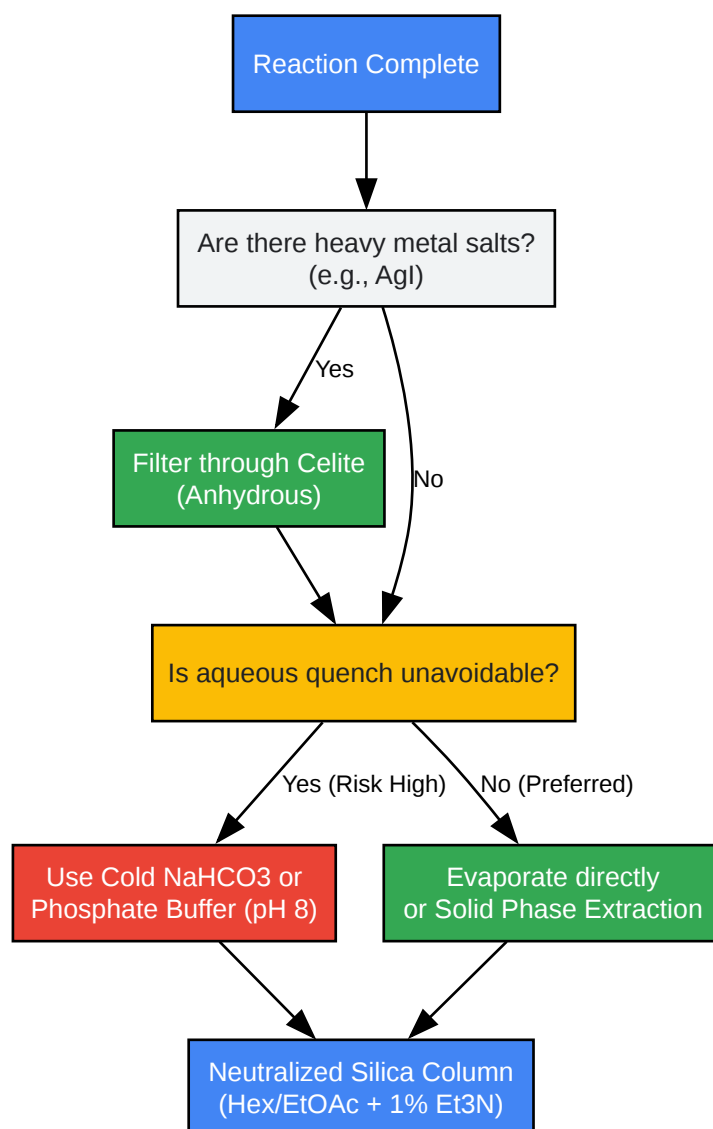 Reaction Complete
Are there heavy metal salts?
(e.g., AgI)
Yes
Filter through Celite
(Anhydrous)
No
Is aqueous quench unavoidable?
Yes (Risk High)
No (Preferred)
Use Cold NaHCO3 or
Phosphate Buffer (pH 8)
Evaporate directly
or Solid Phase Extraction
Neutralized Silica Column
(Hex/EtOAc + 1% Et3N)